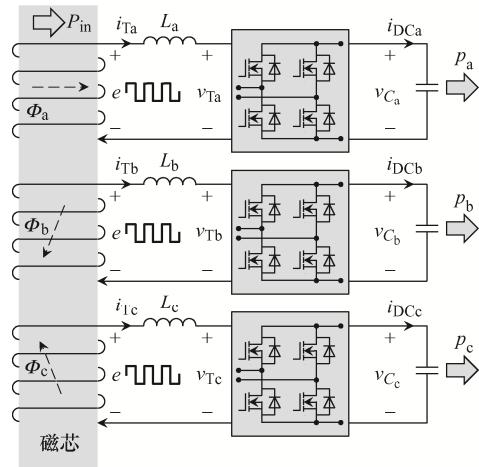 P_in i_Ta L_a i_DCa p_a
+ + +
Φ_a e v_Ta v_Ca
− − −
i_Tb L_b i_DCb p_b
+ + +
Φ_b e v_Tb v_Cb
− − −
i_Tc L_c i_DCc p_c
+ + +
Φ_c e v_Tc v_Cc
− − −
磁芯